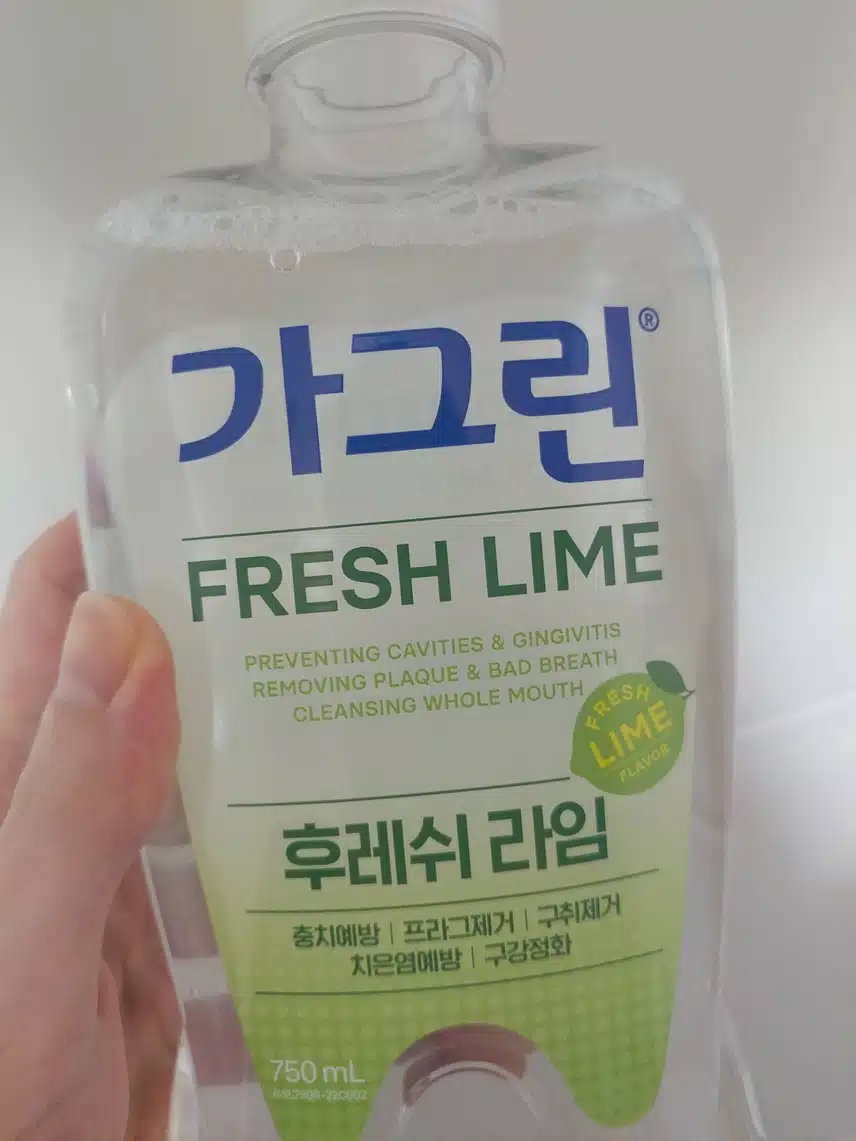 가그린®
FRESH LIME
PREVENTING CAVITIES & GINGIVITIS
REMOVING PLAQUE & BAD BREATH
CLEANSING WHOLE MOUTH
FRESH
LIME
FLAVOR
후레쉬 라임
충치예방 | 프라그제거 | 구취제거
치은염예방 | 구강정화
750 mL